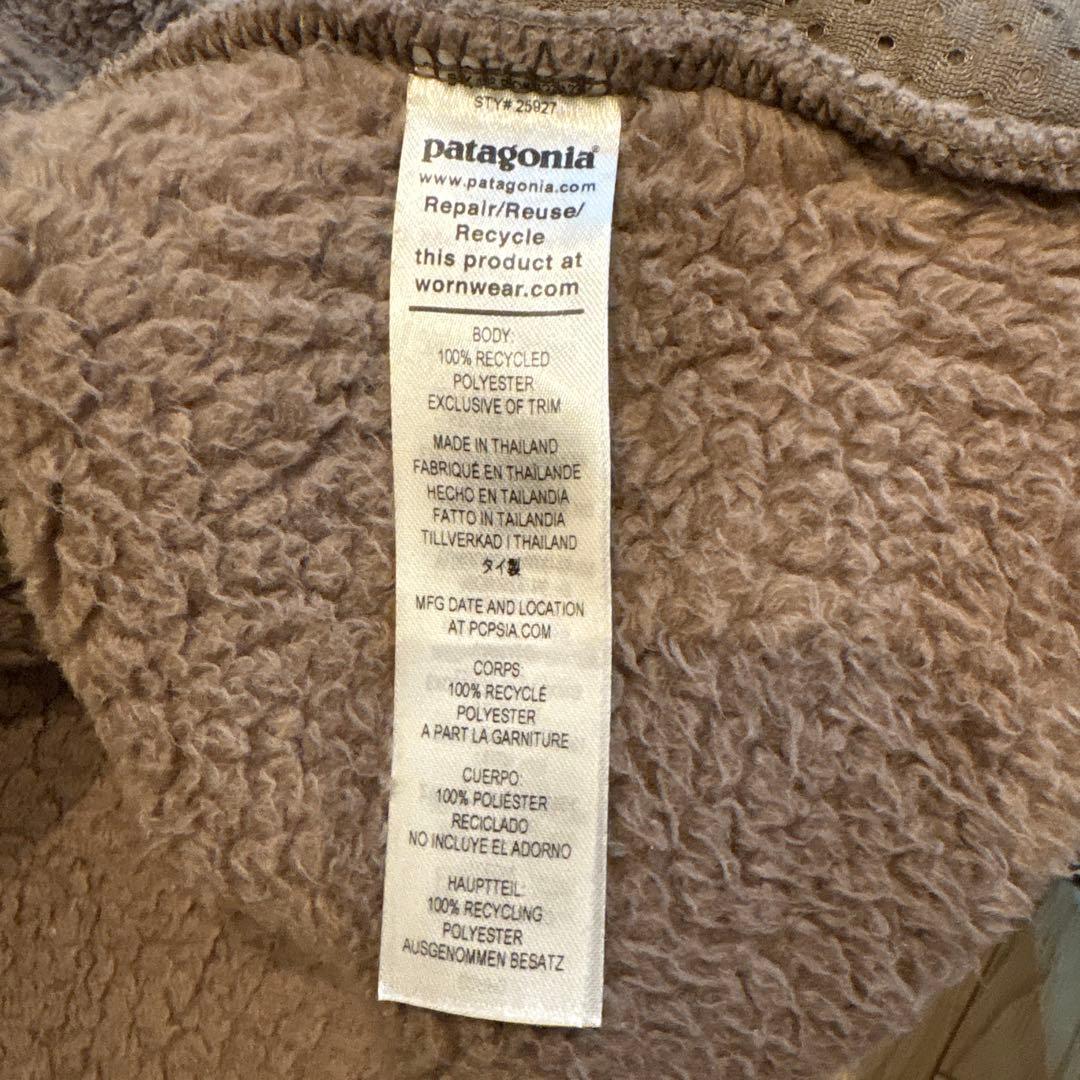 STY# 25927
patagonia®
www.patagonia.com
Repair/Reuse/
Recycle
this product at
wornwear.com
BODY:
100% RECYCLED
POLYESTER
EXCLUSIVE OF TRIM
MADE IN THAILAND
FABRIQUÉ EN THAÏLANDE
HECHO EN TAILANDIA
FATTO IN TAILANDIA
TILLVERKAD I THAILAND
タイ製
MFG DATE AND LOCATION
AT PCPSIA.COM
CORPS:
100% RECYCLÉ
POLYESTER
A PART LA GARNITURE
CUERPO:
100% POLIÉSTER
RECICLADO
NO INCLUYE EL ADORNO
HAUPTTEIL:
100% RECYCLING
POLYESTER
AUSGENOMMEN BESATZ